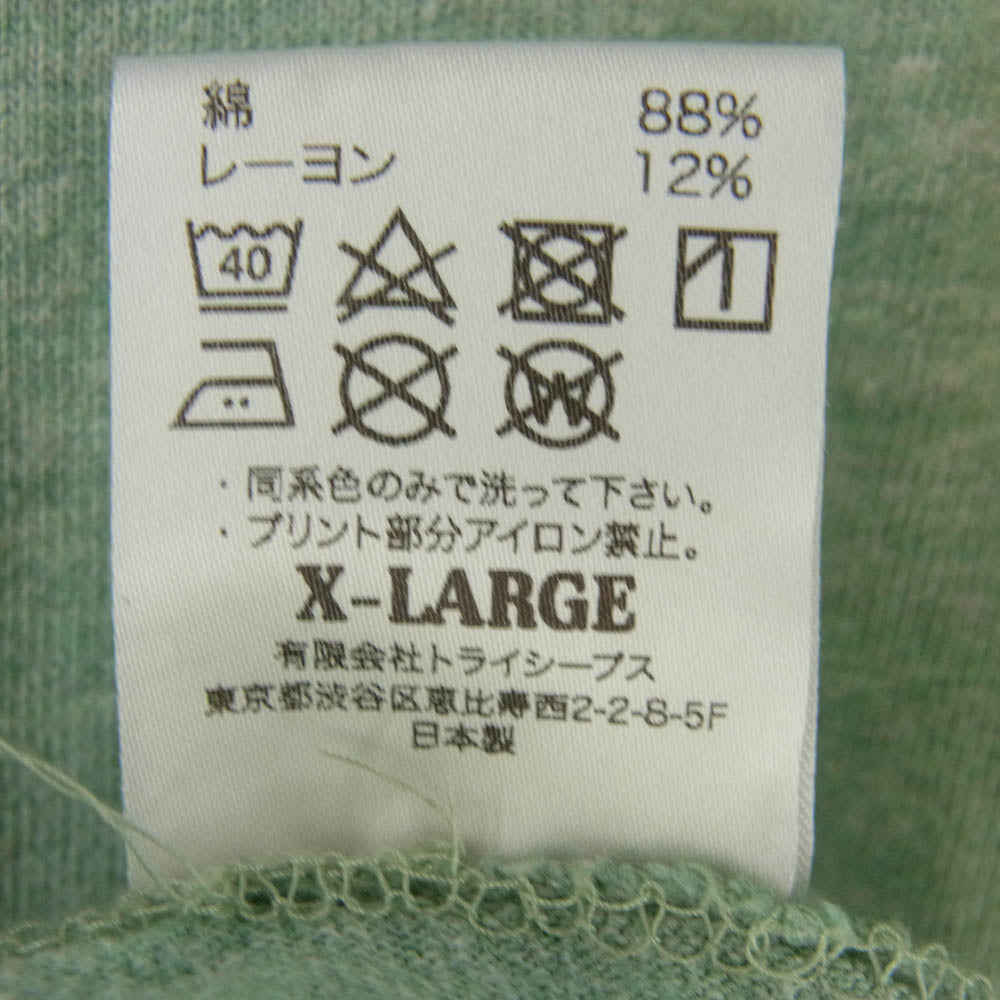 綿 88%
レーヨン 12%
40
W
・同系色のみで洗って下さい。
・プリント部分アイロン禁止。
X-LARGE
有限会社トライシープス
東京都渋谷区恵比寿西2-2-8-5F
日本製